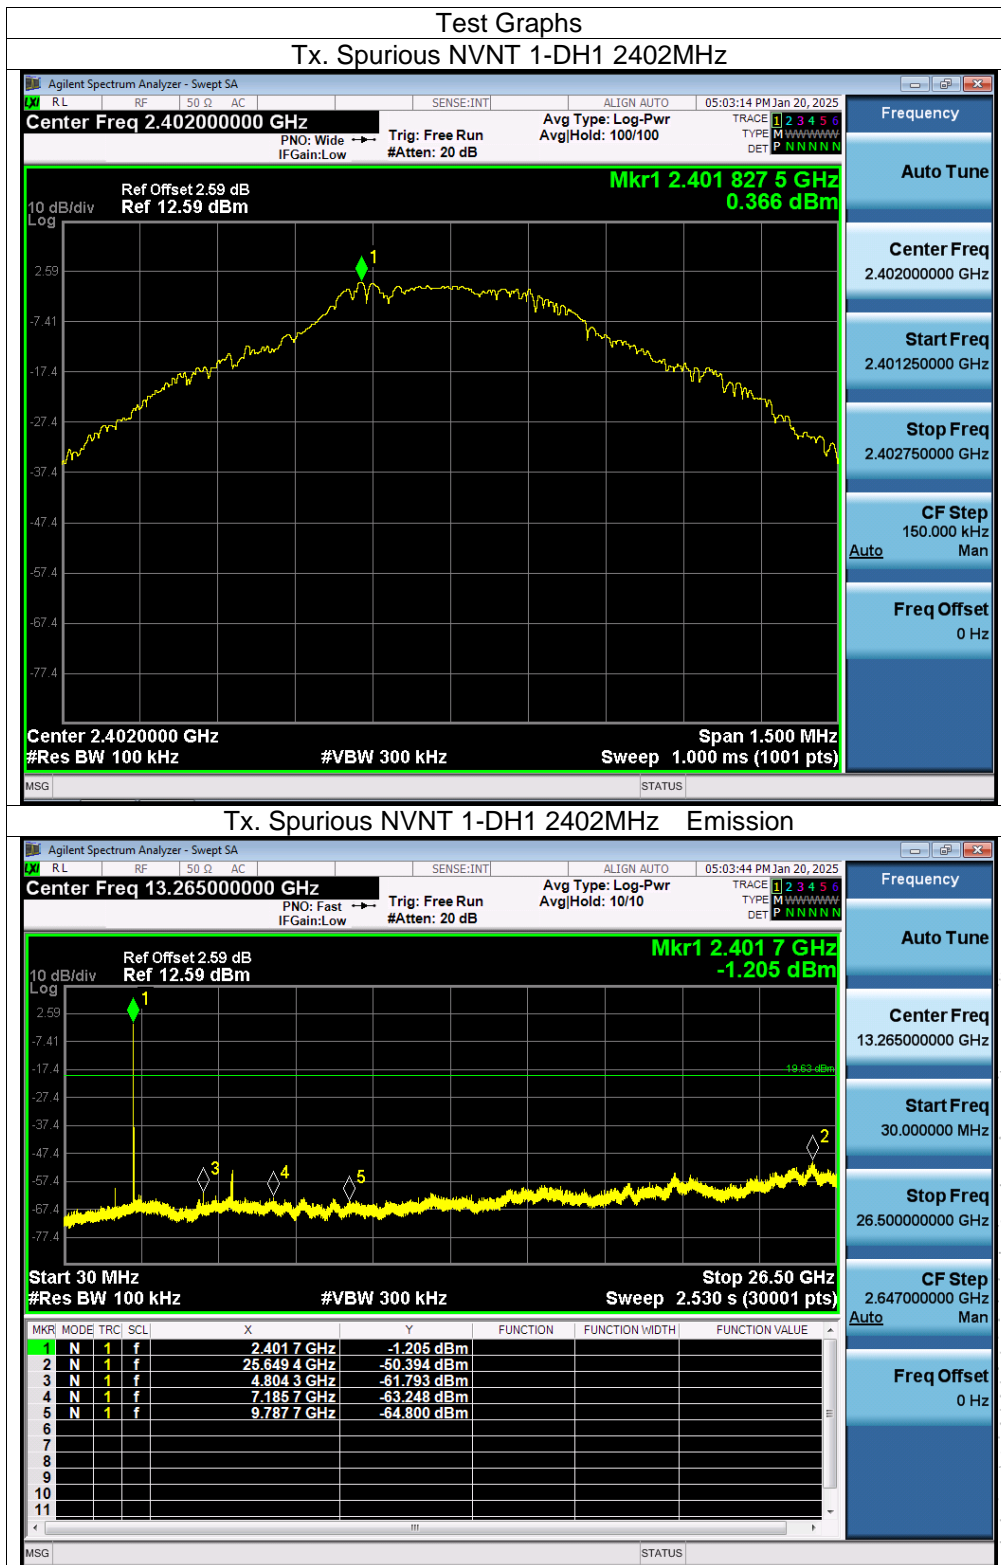 Test Graphs
Tx. Spurious NVNT 1-DH1 2402MHz
Agilent Spectrum Analyzer - Swept SA
LXI RL RF 50 Ω AC SENSE:INT ALIGN AUTO 05:03:14 PM Jan 20, 2025
Center Freq 2.402000000 GHz Avg Type: Log-Pwr TRACE 1 2 3 4 5 6
PNO: Wide Trig: Free Run Avg|Hold: 100/100 TYPE M WWWWW
IFGain:Low #Atten: 20 dB DET P N N N N N
Frequency
Auto Tune
Mkr1 2.401 827 5 GHz
0.366 dBm
Ref Offset 2.59 dB
10 dB/div Ref 12.59 dBm
Log
1
2.59
-7.41
-17.4
-27.4
-37.4
-47.4
-57.4
-67.4
-77.4
Center Freq
2.402000000 GHz
Start Freq
2.401250000 GHz
Stop Freq
2.402750000 GHz
CF Step
150.000 kHz
Auto Man
Freq Offset
0 Hz
Center 2.4020000 GHz Span 1.500 MHz
#Res BW 100 kHz #VBW 300 kHz Sweep 1.000 ms (1001 pts)
MSG STATUS
Tx. Spurious NVNT 1-DH1 2402MHz Emission
Agilent Spectrum Analyzer - Swept SA
LXI RL RF 50 Ω AC SENSE:INT ALIGN AUTO 05:03:44 PM Jan 20, 2025
Center Freq 13.265000000 GHz Avg Type: Log-Pwr TRACE 1 2 3 4 5 6
PNO: Fast Trig: Free Run Avg|Hold: 10/10 TYPE M WWWWW
IFGain:Low #Atten: 20 dB DET P N N N N N
Frequency
Auto Tune
Mkr1 2.401 7 GHz
-1.205 dBm
Ref Offset 2.59 dB
10 dB/div Ref 12.59 dBm
Log
1
2.59
-7.41
-17.4
-19.63 dBm
-27.4
-37.4
2
-47.4
3 4 5
-57.4
-67.4
-77.4
Center Freq
13.265000000 GHz
Start Freq
30.000000 MHz
Stop Freq
26.500000000 GHz
CF Step
2.647000000 GHz
Auto Man
Freq Offset
0 Hz
Start 30 MHz Stop 26.50 GHz
#Res BW 100 kHz #VBW 300 kHz Sweep 2.530 s (30001 pts)
MKR MODE TRC SCL X Y FUNCTION FUNCTION WIDTH FUNCTION VALUE
1 N 1 f 2.401 7 GHz -1.205 dBm
2 N 1 f 25.649 4 GHz -50.394 dBm
3 N 1 f 4.804 3 GHz -61.793 dBm
4 N 1 f 7.185 7 GHz -63.248 dBm
5 N 1 f 9.787 7 GHz -64.800 dBm
6
7
8
9
10
11
MSG STATUS